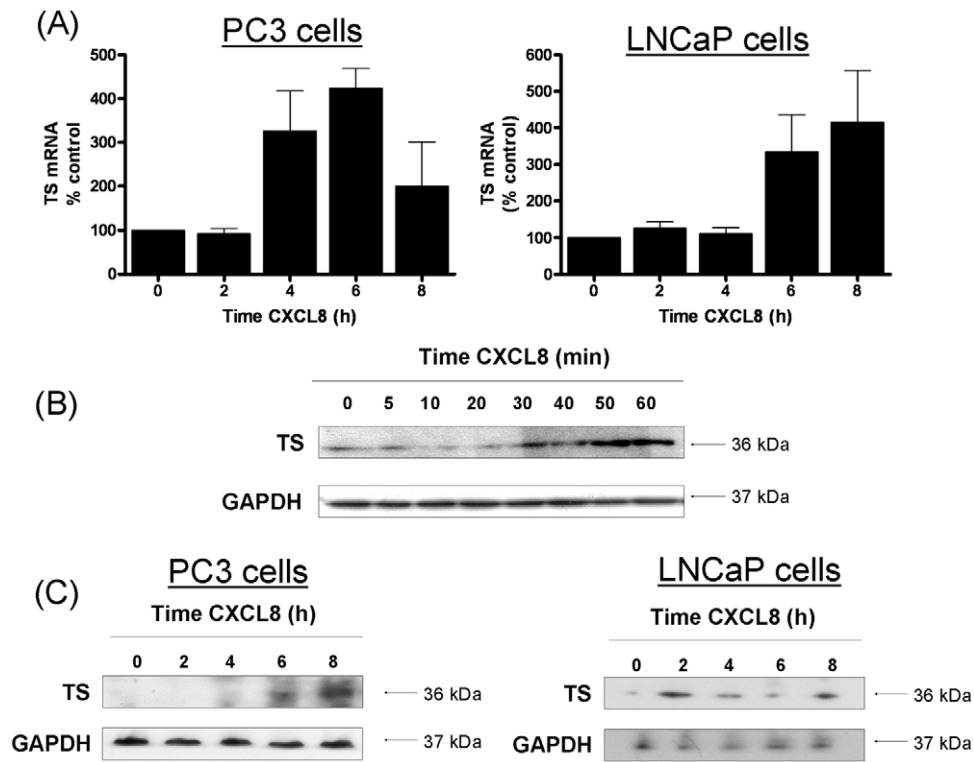 (A)
PC3 cells
LNCaP cells
TS mRNA
% control
500
400
300
200
100
0
0 2 4 6 8
Time CXCL8 (h)
TS mRNA
(% control)
600
500
400
300
200
100
0
0 2 4 6 8
Time CXCL8 (h)
(B)
Time CXCL8 (min)
0 5 10 20 30 40 50 60
TS
36 kDa
GAPDH
37 kDa
(C)
PC3 cells
Time CXCL8 (h)
0 2 4 6 8
TS
36 kDa
GAPDH
37 kDa
LNCaP cells
Time CXCL8 (h)
0 2 4 6 8
TS
36 kDa
GAPDH
37 kDa